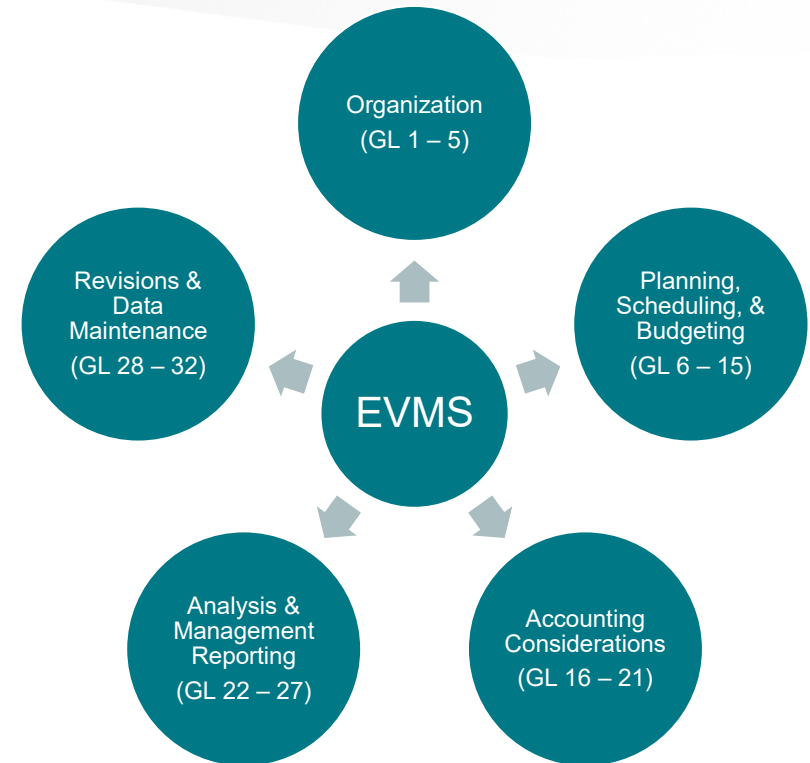 Organization
(GL 1 – 5)
Planning,
Scheduling, &
Budgeting
(GL 6 – 15)
Accounting
Considerations
(GL 16 – 21)
Analysis &
Management
Reporting
(GL 22 – 27)
Revisions &
Data
Maintenance
(GL 28 – 32)
EVMS